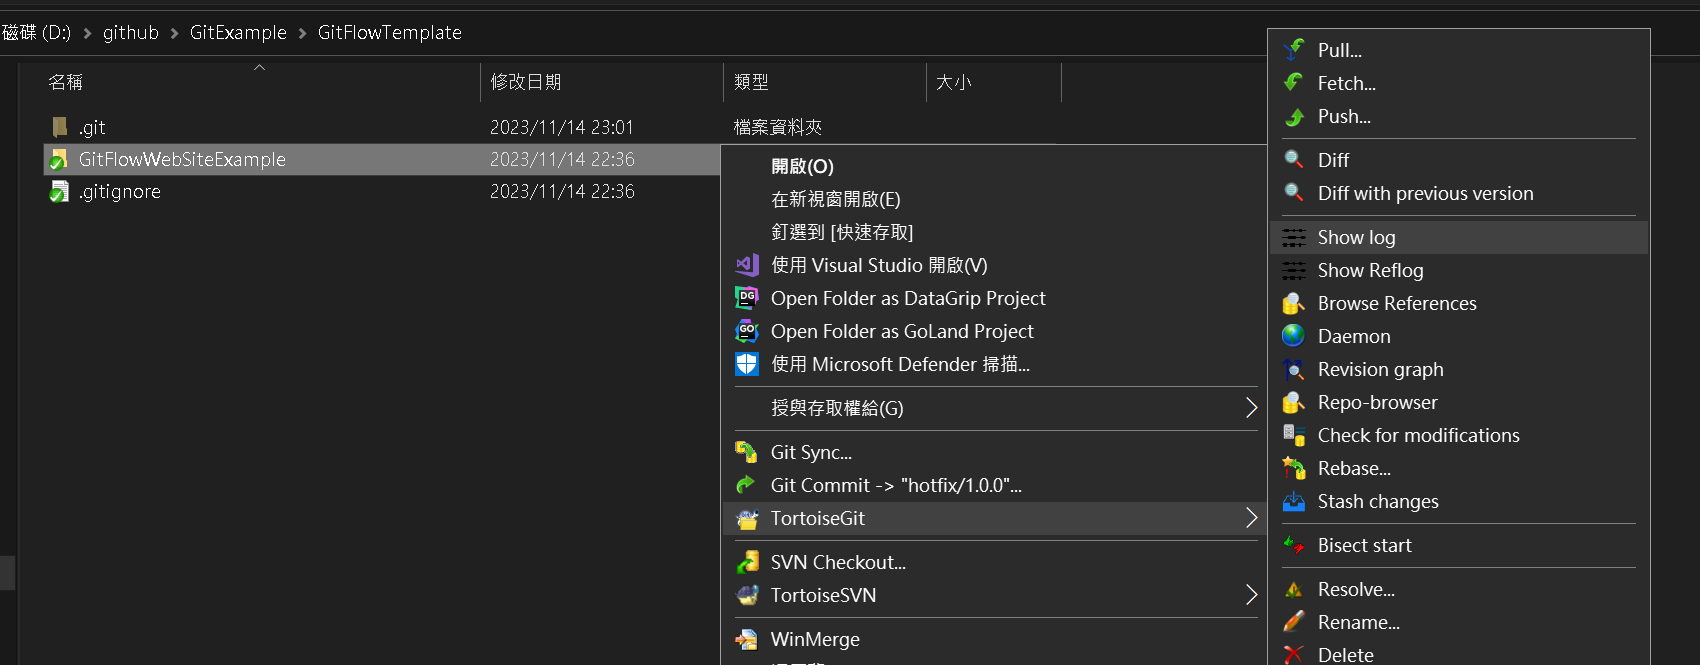 磁碟 (D:) > github > GitExample > GitFlowTemplate
名稱 修改日期 類型 大小
.git 2023/11/14 23:01 檔案資料夾
GitFlowWebSiteExample 2023/11/14 22:36
.gitignore 2023/11/14 22:36
開啟(O)
在新視窗開啟(E)
釘選到 [快速存取]
使用 Visual Studio 開啟(V)
DG Open Folder as DataGrip Project
GO Open Folder as GoLand Project
使用 Microsoft Defender 掃描...
授與存取權給(G)
Git Sync...
Git Commit -> "hotfix/1.0.0"...
TortoiseGit
SVN Checkout...
TortoiseSVN
WinMerge
Pull...
Fetch...
Push...
Diff
Diff with previous version
Show log
Show Reflog
Browse References
Daemon
Revision graph
Repo-browser
Check for modifications
Rebase...
Stash changes
Bisect start
Resolve...
Rename...
Delete